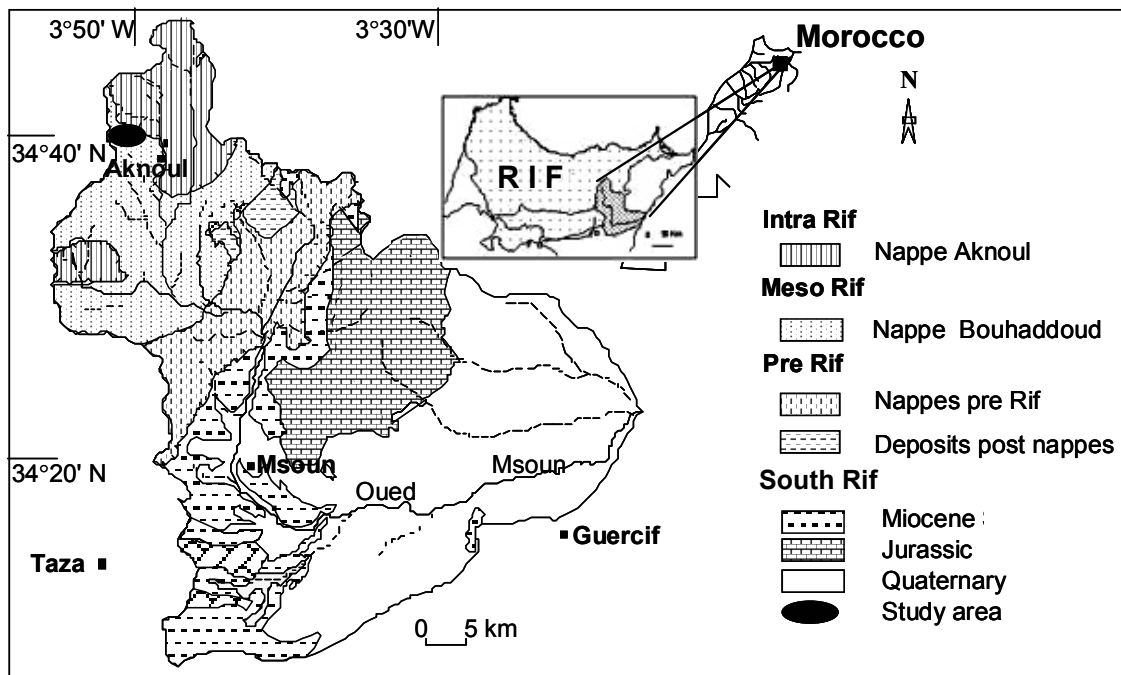 3°50' W
3°30' W
Morocco
N
34°40' N
Aknoul
RIF
Intra Rif
Nappe Aknoul
Meso Rif
Nappe Bouhaddoud
Pre Rif
Nappes pre Rif
Deposits post nappes
34°20' N
Msoun
Msoun
Oued
South Rif
Miocene
Jurassic
Quaternary
Study area
Guercif
Taza
0 5 km